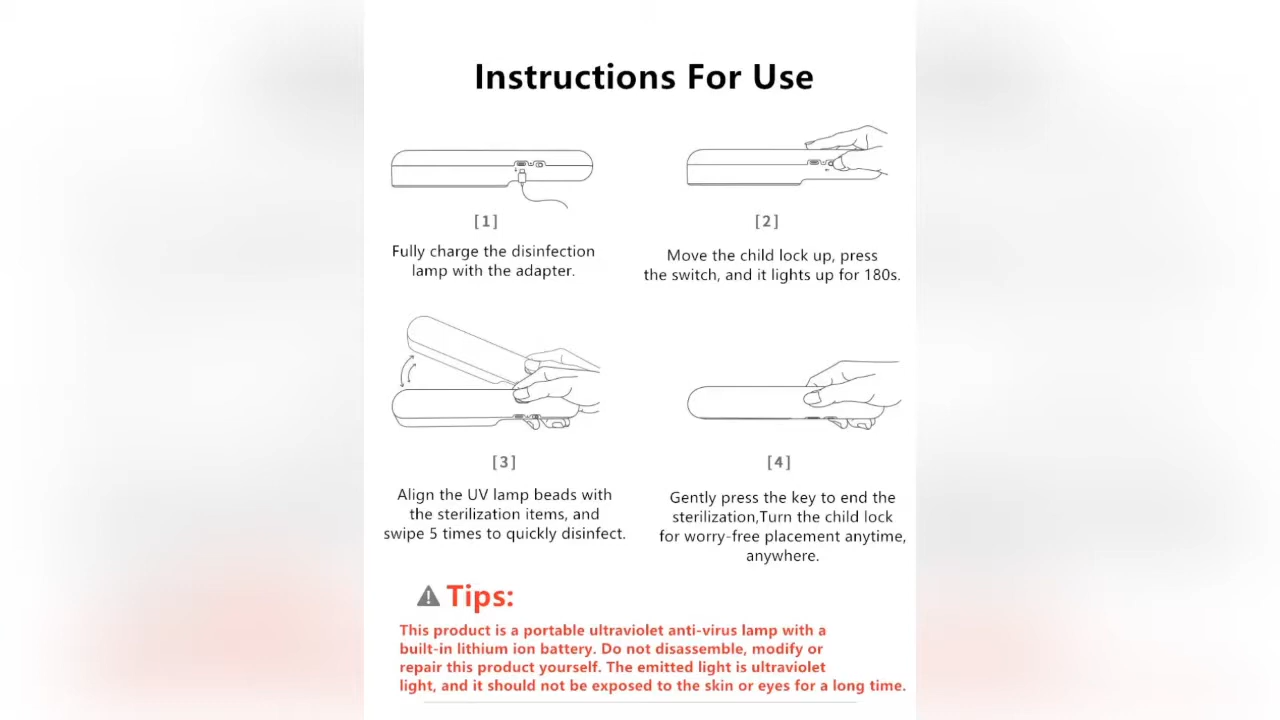 Instructions For Use
[1]
Fully charge the disinfection
lamp with the adapter.
[2]
Move the child lock up, press
the switch, and it lights up for 180s.
[3]
Align the UV lamp beads with
the sterilization items, and
swipe 5 times to quickly disinfect.
[4]
Gently press the key to end the
sterilization,Turn the child lock
for worry-free placement anytime,
anywhere.
Tips:
This product is a portable ultraviolet anti-virus lamp with a
built-in lithium ion battery. Do not disassemble, modify or
repair this product yourself. The emitted light is ultraviolet
light, and it should not be exposed to the skin or eyes for a long time.